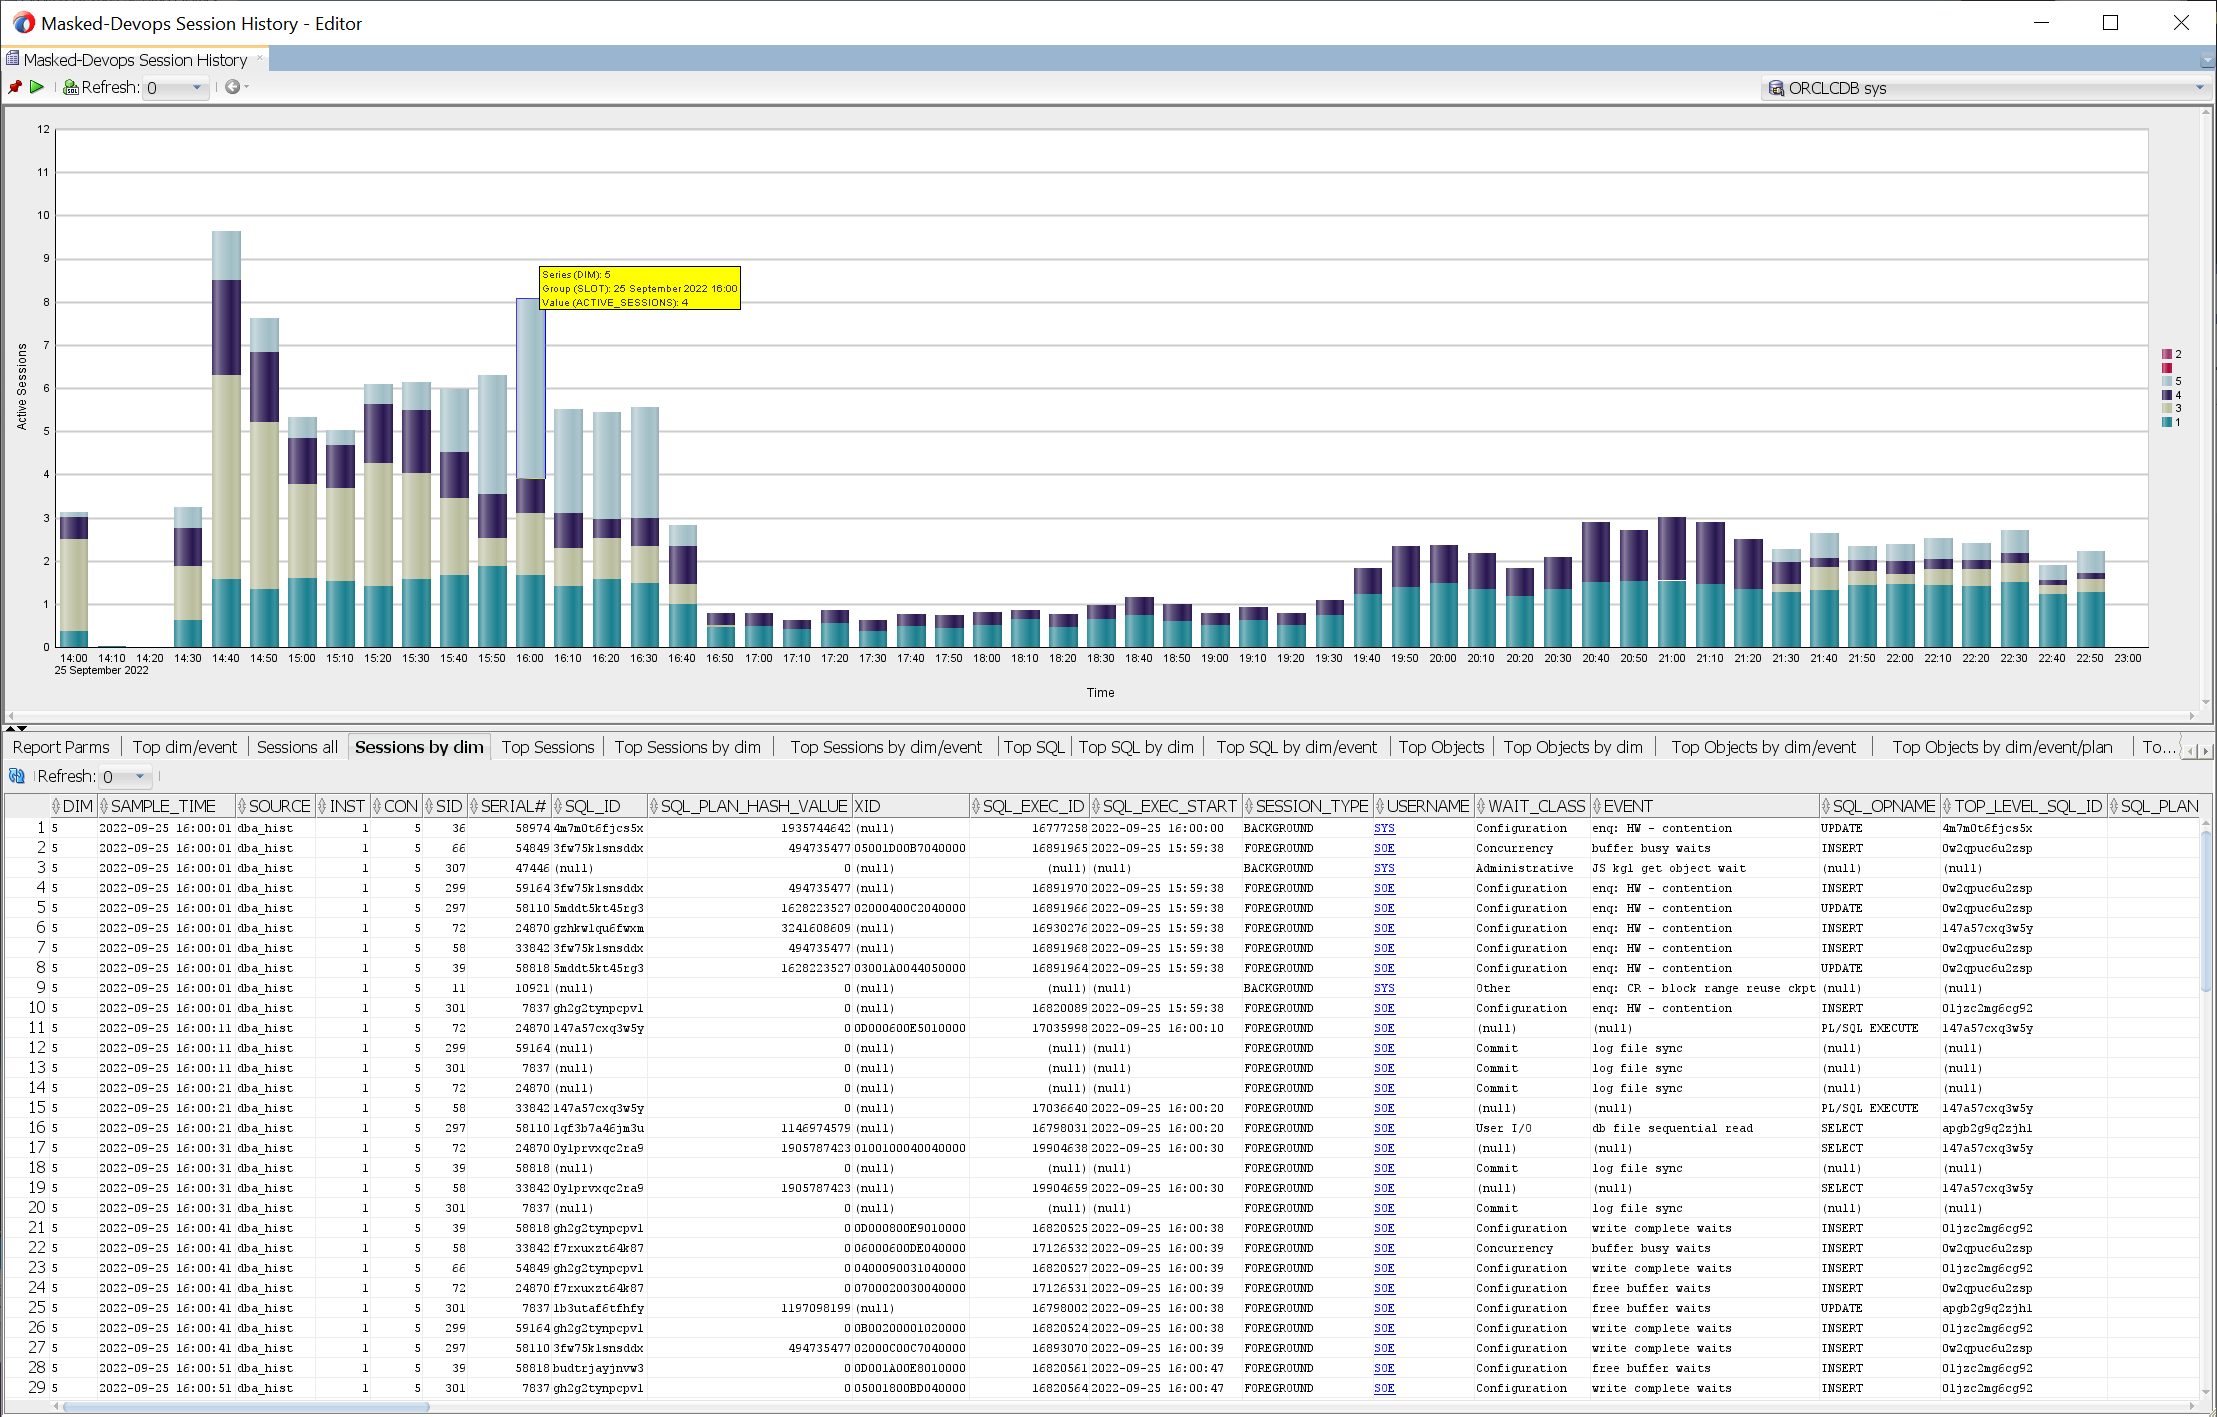 Masked-Devops Session History - Editor
Masked-Devops Session History
Refresh: 0
ORCLCDB sys
12
11
10
9
8
7
6
5
4
3
2
1
0
Active Sessions
Series (DIM): 5
Group (SLOT): 25 September 2022 16:00
Value (ACTIVE_SESSIONS): 4
2
5
4
3
1
14:00 14:10 14:20 14:30 14:40 14:50 15:00 15:10 15:20 15:30 15:40 15:50 16:00 16:10 16:20 16:30 16:40 16:50 17:00 17:10 17:20 17:30 17:40 17:50 18:00 18:10 18:20 18:30 18:40 18:50 19:00 19:10 19:20 19:30 19:40 19:50 20:00 20:10 20:20 20:30 20:40 20:50 21:00 21:10 21:20 21:30 21:40 21:50 22:00 22:10 22:20 22:30 22:40 22:50 23:00
25 September 2022
Time
Report Parms Top dim/event Sessions all Sessions by dim Top Sessions Top Sessions by dim Top Sessions by dim/event Top SQL Top SQL by dim Top SQL by dim/event Top Objects Top Objects by dim Top Objects by dim/event Top Objects by dim/event/plan To...
Refresh: 0
DIM SAMPLE_TIME SOURCE INST CON SID SERIAL# SQL_ID SQL_PLAN_HASH_VALUE XID SQL_EXEC_ID SQL_EXEC_START SESSION_TYPE USERNAME WAIT_CLASS EVENT SQL_OPNAME TOP_LEVEL_SQL_ID SQL_PLAN
1 5 2022-09-25 16:00:01 dba_hist 1 5 36 58974 4m7m0t6fjcs5x 1935744642 (null) 16777258 2022-09-25 16:00:00 BACKGROUND SYS Configuration enq: HW - contention UPDATE 4m7m0t6fjcs5x
2 5 2022-09-25 16:00:01 dba_hist 1 5 66 54849 3fw75k1snsddx 494735477 05001D00B7040000 16891965 2022-09-25 15:59:38 FOREGROUND SOE Concurrency buffer busy waits INSERT 0w2qpuc6u2zsp
3 5 2022-09-25 16:00:01 dba_hist 1 5 307 47446 (null) 0 (null) (null) (null) BACKGROUND SYS Administrative JS kgl get object wait (null) (null)
4 5 2022-09-25 16:00:01 dba_hist 1 5 299 59164 3fw75k1snsddx 494735477 (null) 16891970 2022-09-25 15:59:38 FOREGROUND SOE Configuration enq: HW - contention INSERT 0w2qpuc6u2zsp
5 5 2022-09-25 16:00:01 dba_hist 1 5 297 58110 5mddt5kt45rg3 1628223527 02000400C2040000 16891966 2022-09-25 15:59:38 FOREGROUND SOE Configuration enq: HW - contention UPDATE 0w2qpuc6u2zsp
6 5 2022-09-25 16:00:01 dba_hist 1 5 72 24870 gzhkw1qu6fwxm 3241608609 (null) 16930276 2022-09-25 15:59:38 FOREGROUND SOE Configuration enq: HW - contention INSERT 147a57cxq3w5y
7 5 2022-09-25 16:00:01 dba_hist 1 5 58 33842 3fw75k1snsddx 494735477 (null) 16891968 2022-09-25 15:59:38 FOREGROUND SOE Configuration enq: HW - contention INSERT 0w2qpuc6u2zsp
8 5 2022-09-25 16:00:01 dba_hist 1 5 39 58818 5mddt5kt45rg3 1628223527 03001A0044050000 16891964 2022-09-25 15:59:38 FOREGROUND SOE Configuration enq: HW - contention UPDATE 0w2qpuc6u2zsp
9 5 2022-09-25 16:00:01 dba_hist 1 5 11 10921 (null) 0 (null) (null) (null) BACKGROUND SYS Other enq: CR - block range reuse ckpt (null) (null)
10 5 2022-09-25 16:00:01 dba_hist 1 5 301 7837 gh2g2tynpcpv1 0 (null) 16820089 2022-09-25 15:59:38 FOREGROUND SOE Configuration enq: HW - contention INSERT 01jzc2mg6cg92
11 5 2022-09-25 16:00:11 dba_hist 1 5 72 24870 147a57cxq3w5y 0 0D000600E5010000 17035998 2022-09-25 16:00:10 FOREGROUND SOE (null) (null) PL/SQL EXECUTE 147a57cxq3w5y
12 5 2022-09-25 16:00:11 dba_hist 1 5 299 59164 (null) 0 (null) (null) (null) FOREGROUND SOE Commit log file sync (null) (null)
13 5 2022-09-25 16:00:11 dba_hist 1 5 301 7837 (null) 0 (null) (null) (null) FOREGROUND SOE Commit log file sync (null) (null)
14 5 2022-09-25 16:00:21 dba_hist 1 5 72 24870 (null) 0 (null) (null) (null) FOREGROUND SOE Commit log file sync (null) (null)
15 5 2022-09-25 16:00:21 dba_hist 1 5 58 33842 147a57cxq3w5y 0 (null) 17036640 2022-09-25 16:00:20 FOREGROUND SOE (null) (null) PL/SQL EXECUTE 147a57cxq3w5y
16 5 2022-09-25 16:00:21 dba_hist 1 5 297 58110 1qf3b7a46jm3u 1146974579 (null) 16798031 2022-09-25 16:00:20 FOREGROUND SOE User I/O db file sequential read SELECT apgb2g9q2zjh1
17 5 2022-09-25 16:00:31 dba_hist 1 5 72 24870 0y1prvxqc2ra9 1905787423 0100100040040000 19904638 2022-09-25 16:00:30 FOREGROUND SOE (null) (null) SELECT 147a57cxq3w5y
18 5 2022-09-25 16:00:31 dba_hist 1 5 39 58818 (null) 0 (null) (null) (null) FOREGROUND SOE Commit log file sync (null) (null)
19 5 2022-09-25 16:00:31 dba_hist 1 5 58 33842 0y1prvxqc2ra9 1905787423 (null) 19904659 2022-09-25 16:00:30 FOREGROUND SOE (null) (null) SELECT 147a57cxq3w5y
20 5 2022-09-25 16:00:31 dba_hist 1 5 301 7837 (null) 0 (null) (null) (null) FOREGROUND SOE Commit log file sync (null) (null)
21 5 2022-09-25 16:00:41 dba_hist 1 5 39 58818 gh2g2tynpcpv1 0 0D000800E9010000 16820525 2022-09-25 16:00:38 FOREGROUND SOE Configuration write complete waits INSERT 01jzc2mg6cg92
22 5 2022-09-25 16:00:41 dba_hist 1 5 58 33842 f7rxuxzt64k87 0 06000600DE040000 17126532 2022-09-25 16:00:39 FOREGROUND SOE Concurrency buffer busy waits INSERT 0w2qpuc6u2zsp
23 5 2022-09-25 16:00:41 dba_hist 1 5 66 54849 gh2g2tynpcpv1 0 0400090031040000 16820527 2022-09-25 16:00:39 FOREGROUND SOE Configuration write complete waits INSERT 01jzc2mg6cg92
24 5 2022-09-25 16:00:41 dba_hist 1 5 72 24870 f7rxuxzt64k87 0 0700020030040000 17126531 2022-09-25 16:00:39 FOREGROUND SOE Configuration free buffer waits INSERT 0w2qpuc6u2zsp
25 5 2022-09-25 16:00:41 dba_hist 1 5 301 7837 1b3utaf6tfhfy 1197098199 (null) 16798002 2022-09-25 16:00:38 FOREGROUND SOE Configuration free buffer waits UPDATE apgb2g9q2zjh1
26 5 2022-09-25 16:00:41 dba_hist 1 5 299 59164 gh2g2tynpcpv1 0 0B00200001020000 16820524 2022-09-25 16:00:38 FOREGROUND SOE Configuration write complete waits INSERT 01jzc2mg6cg92
27 5 2022-09-25 16:00:41 dba_hist 1 5 297 58110 3fw75k1snsddx 494735477 02000C00C7040000 16893070 2022-09-25 16:00:39 FOREGROUND SOE Configuration write complete waits INSERT 0w2qpuc6u2zsp
28 5 2022-09-25 16:00:51 dba_hist 1 5 39 58818 budtrjayjnvw3 0 0D001A00E8010000 16820561 2022-09-25 16:00:47 FOREGROUND SOE Configuration free buffer waits INSERT 01jzc2mg6cg92
29 5 2022-09-25 16:00:51 dba_hist 1 5 301 7837 gh2g2tynpcpv1 0 05001800BD040000 16820564 2022-09-25 16:00:47 FOREGROUND SOE Configuration write complete waits INSERT 01jzc2mg6cg92